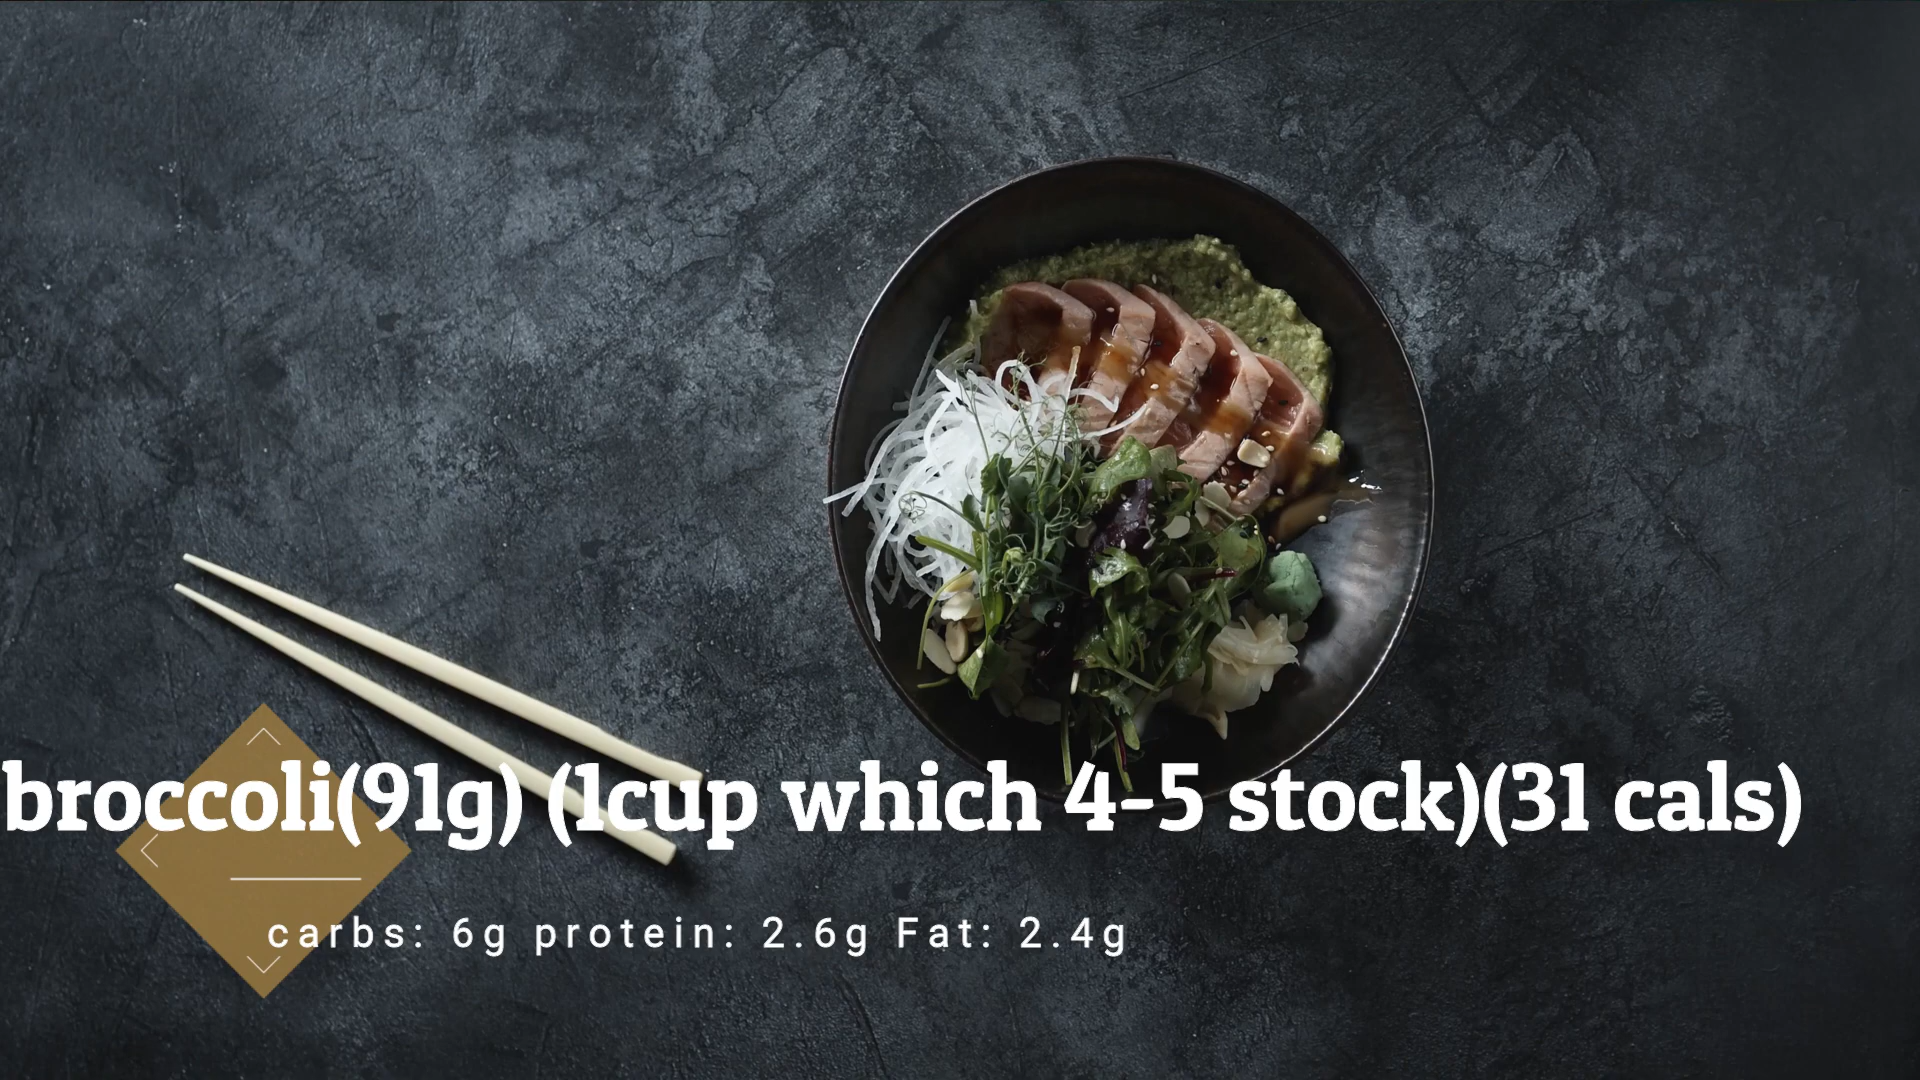 broccoli(91g) (1cup which 4-5 stock)(31 cals)
carbs: 6g protein: 2.6g Fat: 2.4g